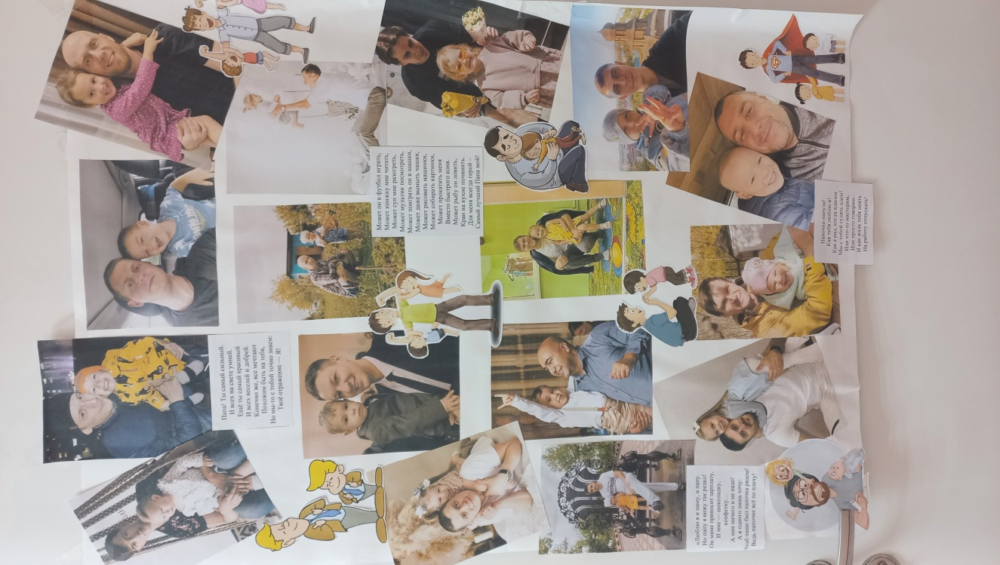 Может он в футбол играть,
Может книжку мне читать,
Может суп мне разогреть,
Может мультик посмотреть,
Может поиграть он в шашки,
Может даже вымыть чашки,
Может рисовать машинки,
Может собирать картинки,
Может прокатить меня
Вместо быстрого коня.
Может рыбу он ловить,
Кран на кухне починить.
Для меня всегда герой –
Самый лучший Папа мой!
Папочка-папуля!
Как тебя люблю я!
Как я рад, когда вдвоем
Мы с тобой гулять идем!
Или что-то мастерим,
Или просто говорим.
И как жаль тебя опять
На работу отпускать!
Папа! Ты самый сильный.
И всех на свете умней.
Ещё ты самый красивый
И всех веселей и добрей.
Конечно же, все мечтают
Похожим быть на тебя,
Но мы-то с тобой точно знаем:
Твоё отражение — Я!
«Люблю я и маму, и папу.
Но папу я вижу так редко!
Он маме приносит зарплату,
И мне — шоколадку,
конфетку…
А мне ничего и не надо!
А я одного лишь хочу:
Чтоб чаще был папочка рядом!
Ведь папочке всё по плечу!